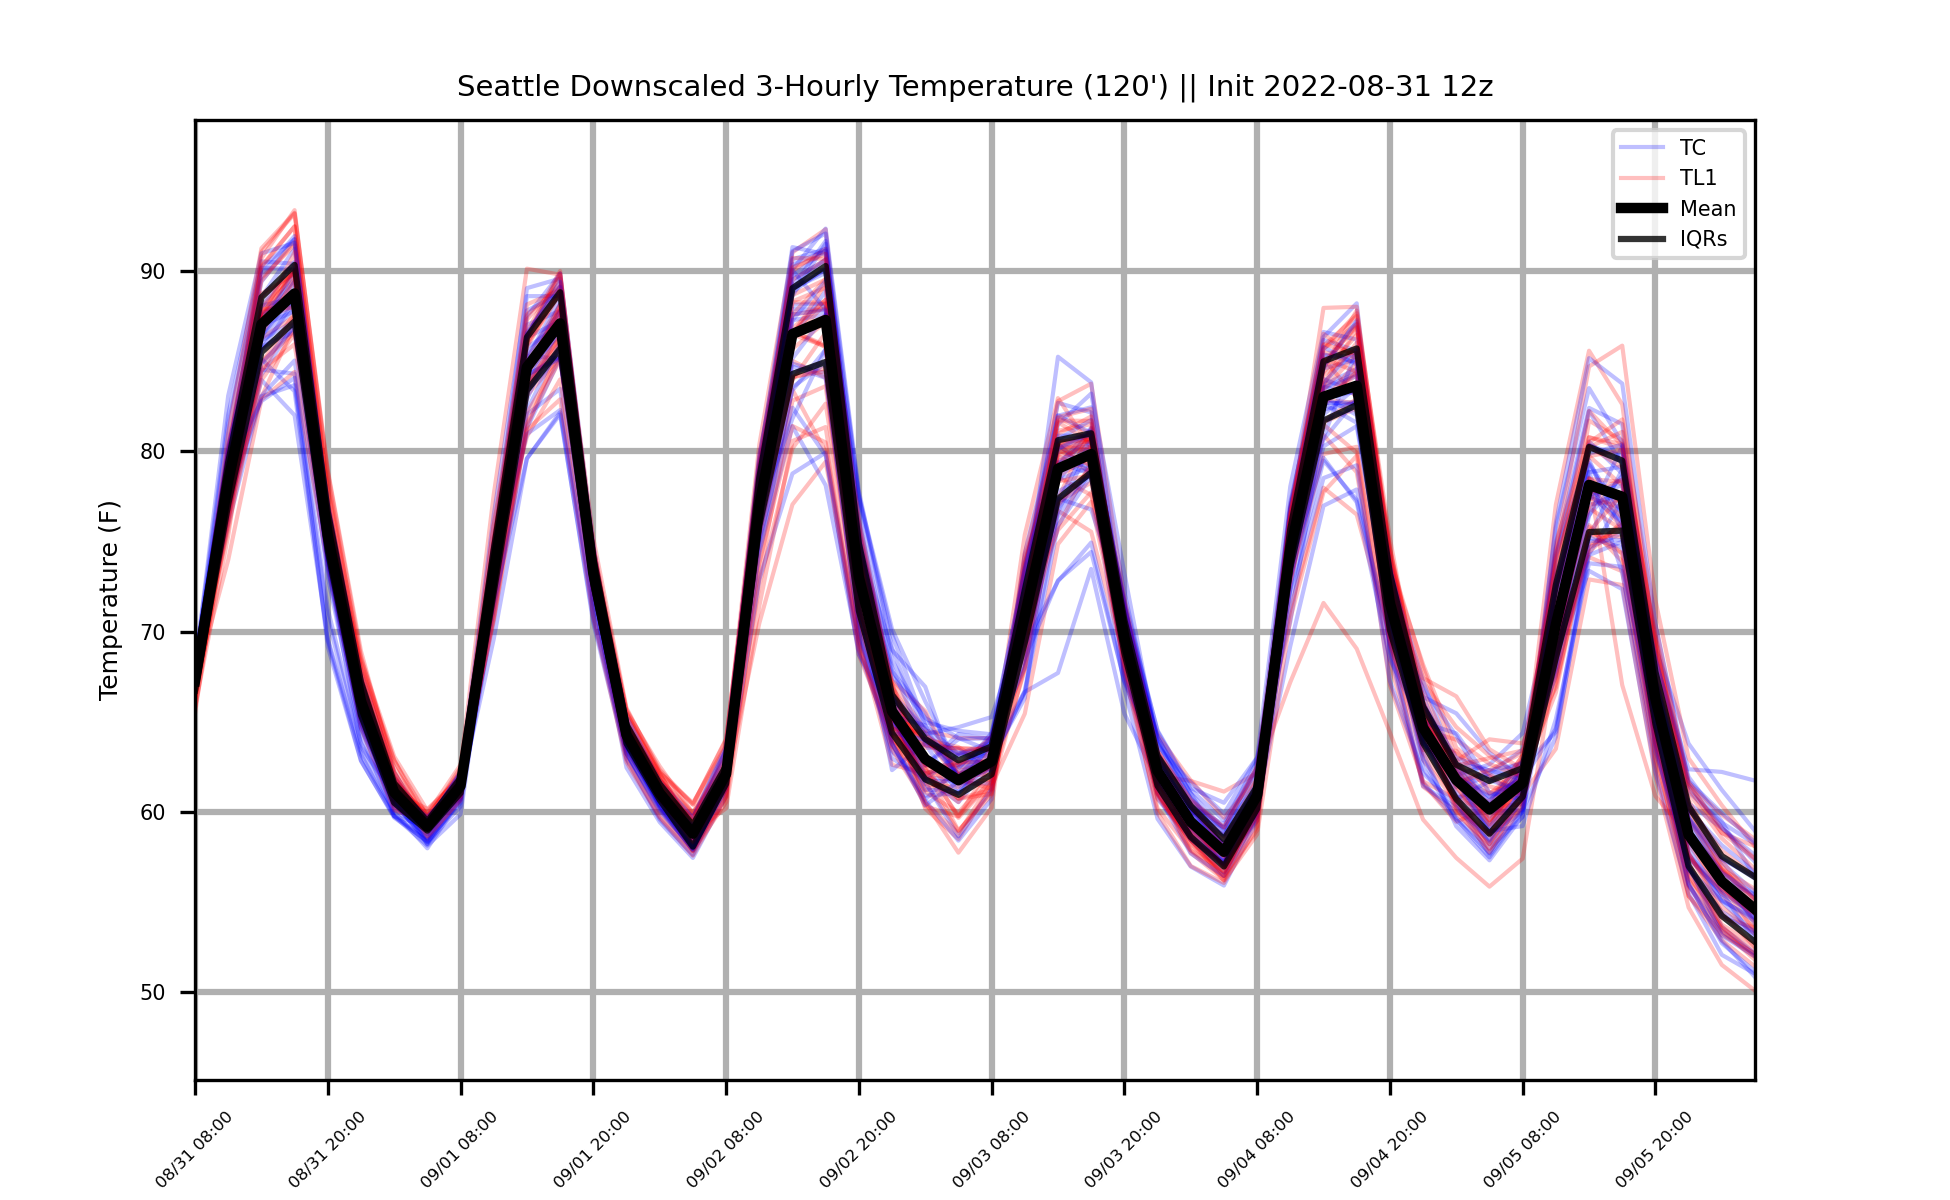 Seattle Downscaled 3-Hourly Temperature (120') || Init 2022-08-31 12z
TC
TL1
Mean
IQRs
Temperature (F)
90
80
70
60
50
08/31 08:00
08/31 20:00
09/01 08:00
09/01 20:00
09/02 08:00
09/02 20:00
09/03 08:00
09/03 20:00
09/04 08:00
09/04 20:00
09/05 08:00
09/05 20:00